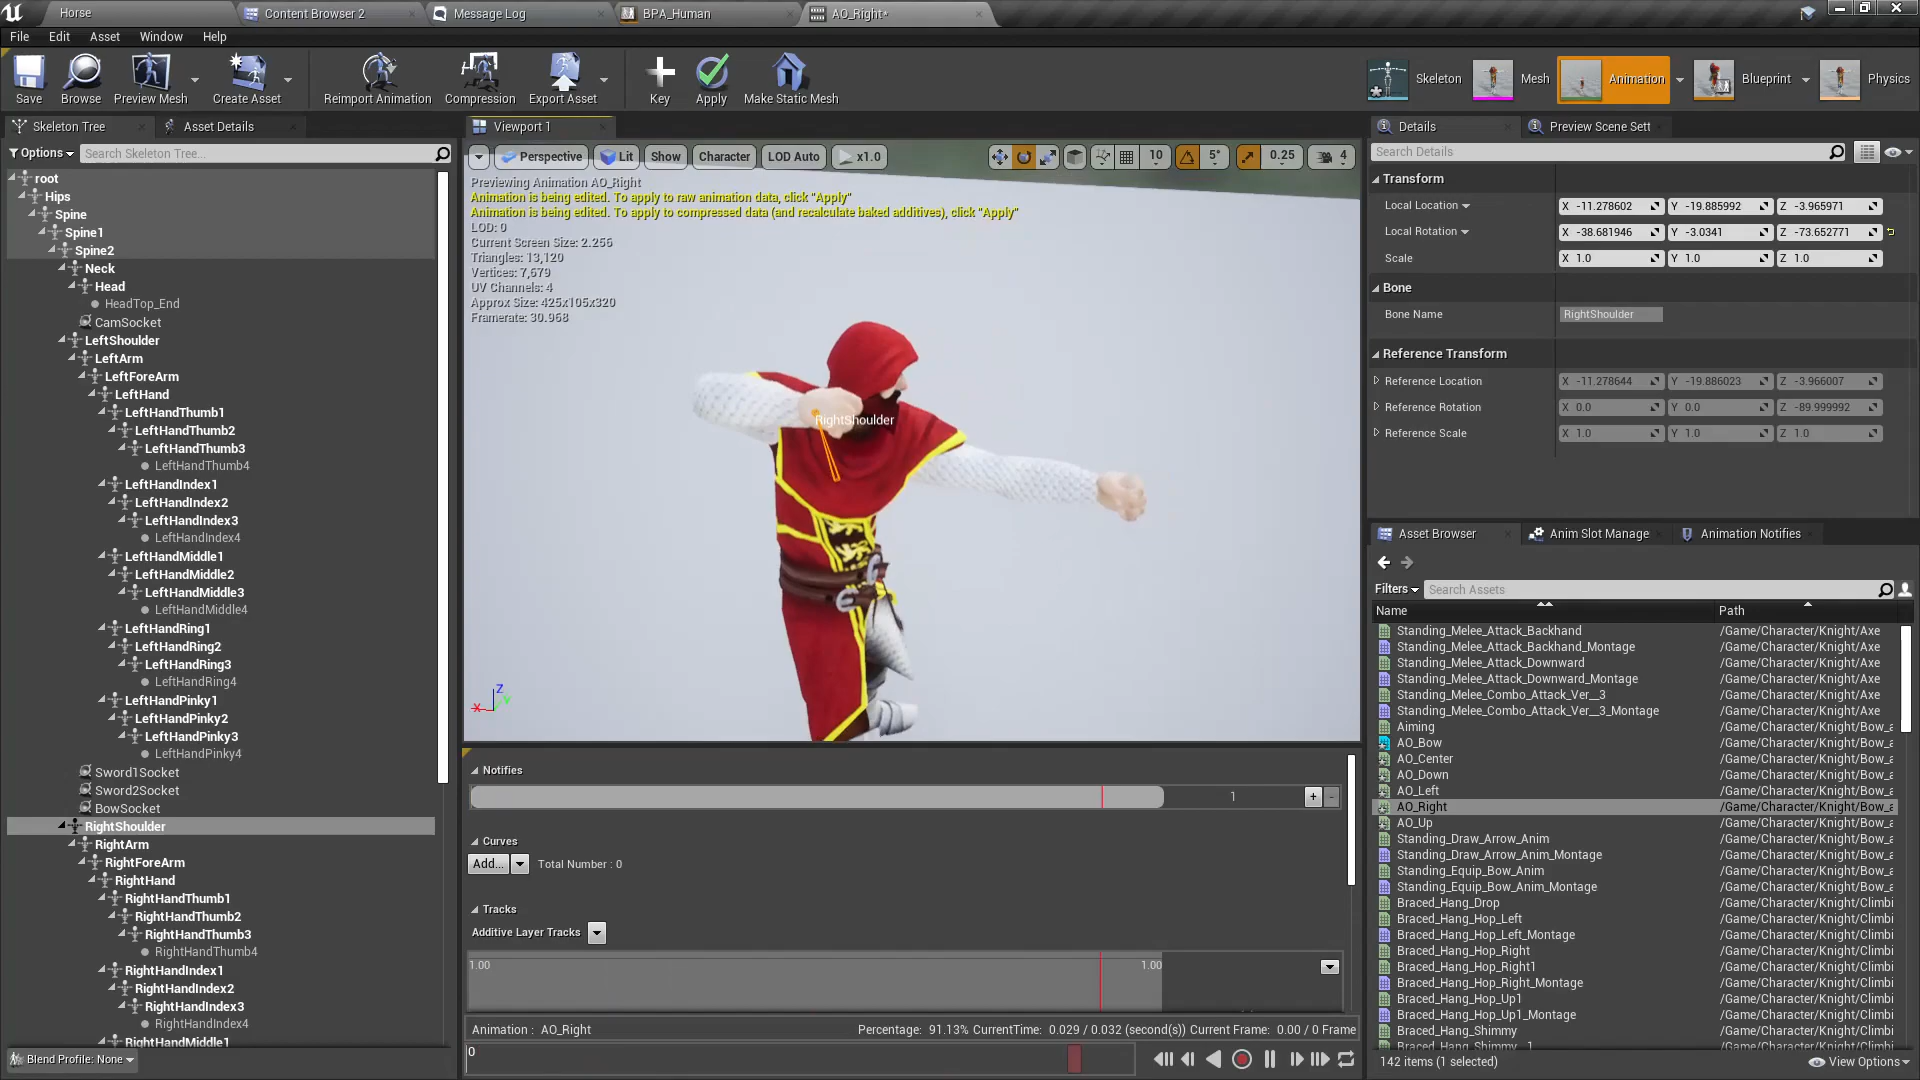 Horse
Content Browser 2
Message Log
BPA_Human
AO_Right*
File Edit Asset Window Help
Save
Browse
Preview Mesh
Create Asset
Reimport Animation
Compression
Export Asset
Key
Apply
Make Static Mesh
Skeleton
Mesh
Animation
Blueprint
Physics
Skeleton Tree
Asset Details
Options
Search Skeleton Tree...
root
Hips
Spine
Spine1
Spine2
Neck
Head
HeadTop_End
CamSocket
LeftShoulder
LeftArm
LeftForeArm
LeftHand
LeftHandThumb1
LeftHandThumb2
LeftHandThumb3
LeftHandThumb4
LeftHandIndex1
LeftHandIndex2
LeftHandIndex3
LeftHandIndex4
LeftHandMiddle1
LeftHandMiddle2
LeftHandMiddle3
LeftHandMiddle4
LeftHandRing1
LeftHandRing2
LeftHandRing3
LeftHandRing4
LeftHandPinky1
LeftHandPinky2
LeftHandPinky3
LeftHandPinky4
Sword1Socket
Sword2Socket
BowSocket
RightShoulder
RightArm
RightForeArm
RightHand
RightHandThumb1
RightHandThumb2
RightHandThumb3
RightHandThumb4
RightHandIndex1
RightHandIndex2
RightHandIndex3
RightHandIndex4
RightHandMiddle1
Blend Profile: None
Viewport 1
Perspective Lit Show Character LOD Auto x1.0 10 5° 0.25 4
Previewing Animation AO_Right
Animation is being edited. To apply to raw animation data, click "Apply"
Animation is being edited. To apply to compressed data (and recalculate baked additives), click "Apply"
LOD: 0
Current Screen Size: 2.256
Triangles: 13,120
Vertices: 7,679
UV Channels: 4
Approx Size: 425x105x320
Framerate: 30.968
RightShoulder
Z
X Y
Notifies
1 + -
Curves
Add... Total Number : 0
Tracks
Additive Layer Tracks
1.00 1.00
Animation : AO_Right Percentage: 91.13% CurrentTime: 0.029 / 0.032 (second(s)) Current Frame: 0.00 / 0 Frame
0
Details
Preview Scene Sett
Search Details
Transform
Local Location X -11.278602 Y -19.885992 Z -3.965971
Local Rotation X -38.681946 Y -3.0341 Z -73.652771
Scale X 1.0 Y 1.0 Z 1.0
Bone
Bone Name RightShoulder
Reference Transform
Reference Location X -11.278644 Y -19.886023 Z -3.966007
Reference Rotation X 0.0 Y 0.0 Z -89.999992
Reference Scale X 1.0 Y 1.0 Z 1.0
Asset Browser
Anim Slot Manage
Animation Notifies
Filters Search Assets
Name Path
Standing_Melee_Attack_Backhand /Game/Character/Knight/Axe
Standing_Melee_Attack_Backhand_Montage /Game/Character/Knight/Axe
Standing_Melee_Attack_Downward /Game/Character/Knight/Axe
Standing_Melee_Attack_Downward_Montage /Game/Character/Knight/Axe
Standing_Melee_Combo_Attack_Ver__3 /Game/Character/Knight/Axe
Standing_Melee_Combo_Attack_Ver__3_Montage /Game/Character/Knight/Axe
Aiming /Game/Character/Knight/Bow_a
AO_Bow /Game/Character/Knight/Bow_a
AO_Center /Game/Character/Knight/Bow_a
AO_Down /Game/Character/Knight/Bow_a
AO_Left /Game/Character/Knight/Bow_a
AO_Right /Game/Character/Knight/Bow_a
AO_Up /Game/Character/Knight/Bow_a
Standing_Draw_Arrow_Anim /Game/Character/Knight/Bow_a
Standing_Draw_Arrow_Anim_Montage /Game/Character/Knight/Bow_a
Standing_Equip_Bow_Anim /Game/Character/Knight/Bow_a
Standing_Equip_Bow_Anim_Montage /Game/Character/Knight/Bow_a
Braced_Hang_Drop /Game/Character/Knight/Climbi
Braced_Hang_Hop_Left /Game/Character/Knight/Climbi
Braced_Hang_Hop_Left_Montage /Game/Character/Knight/Climbi
Braced_Hang_Hop_Right /Game/Character/Knight/Climbi
Braced_Hang_Hop_Right1 /Game/Character/Knight/Climbi
Braced_Hang_Hop_Right_Montage /Game/Character/Knight/Climbi
Braced_Hang_Hop_Up1 /Game/Character/Knight/Climbi
Braced_Hang_Hop_Up1_Montage /Game/Character/Knight/Climbi
Braced_Hang_Shimmy /Game/Character/Knight/Climbi
Braced_Hang_Shimmy_1 /Game/Character/Knight/Climbi
142 items (1 selected) View Options